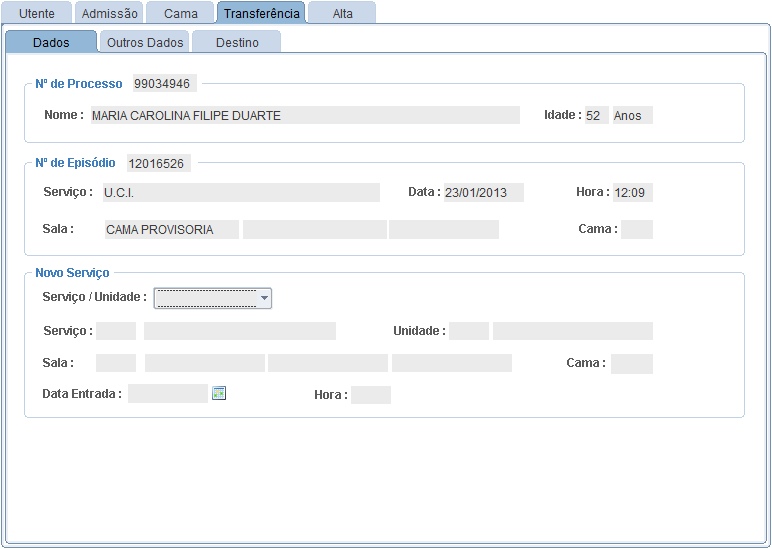 Utente Admissão Cama Transferência Alta
Dados Outros Dados Destino
Nº de Processo 99034946
Nome : MARIA CAROLINA FILIPE DUARTE Idade : 52 Anos
Nº de Episódio 12016526
Serviço : U.C.I. Data : 23/01/2013 Hora : 12:09
Sala : CAMA PROVISORIA Cama :
Novo Serviço
Serviço / Unidade :
Serviço : Unidade :
Sala : Cama :
Data Entrada : Hora :